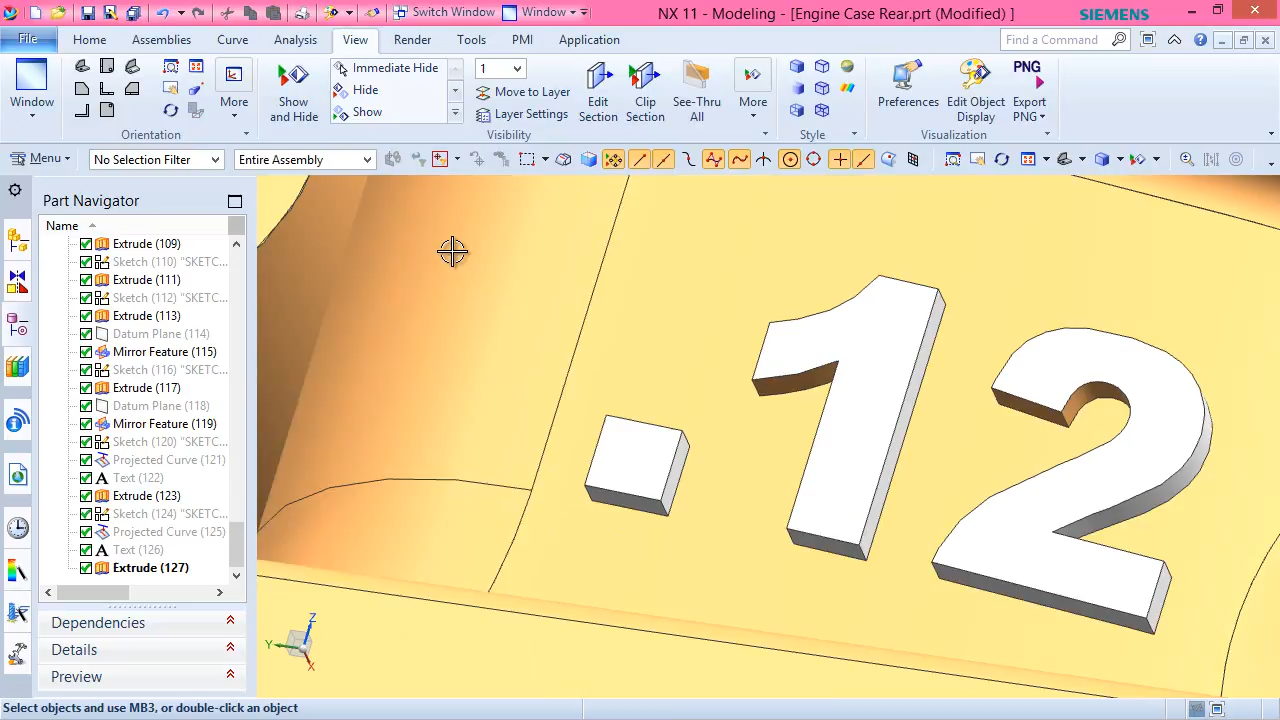 Switch Window
Window
NX 11 - Modeling - [Engine Case Rear.prt (Modified) ]
SIEMENS
File
Home
Assemblies
Curve
Analysis
View
Render
Tools
PMI
Application
Find a Command
Window
More
Orientation
Show and Hide
Immediate Hide
Hide
Show
1
Move to Layer
Layer Settings
Visibility
Edit Section
Clip Section
See-Thru All
More
Style
Preferences
Edit Object Display
PNG
Export PNG
Visualization
Menu
No Selection Filter
Entire Assembly
Part Navigator
Name
Extrude (109)
Sketch (110) "SKETC...
Extrude (111)
Sketch (112) "SKETC...
Extrude (113)
Datum Plane (114)
Mirror Feature (115)
Sketch (116) "SKETC...
Extrude (117)
Datum Plane (118)
Mirror Feature (119)
Sketch (120) "SKETC...
Projected Curve (121)
A Text (122)
Extrude (123)
Sketch (124) "SKETC...
Projected Curve (125)
A Text (126)
Extrude (127)
Dependencies
Details
Preview
.12
Z
Y
X
Select objects and use MB3, or double-click an object